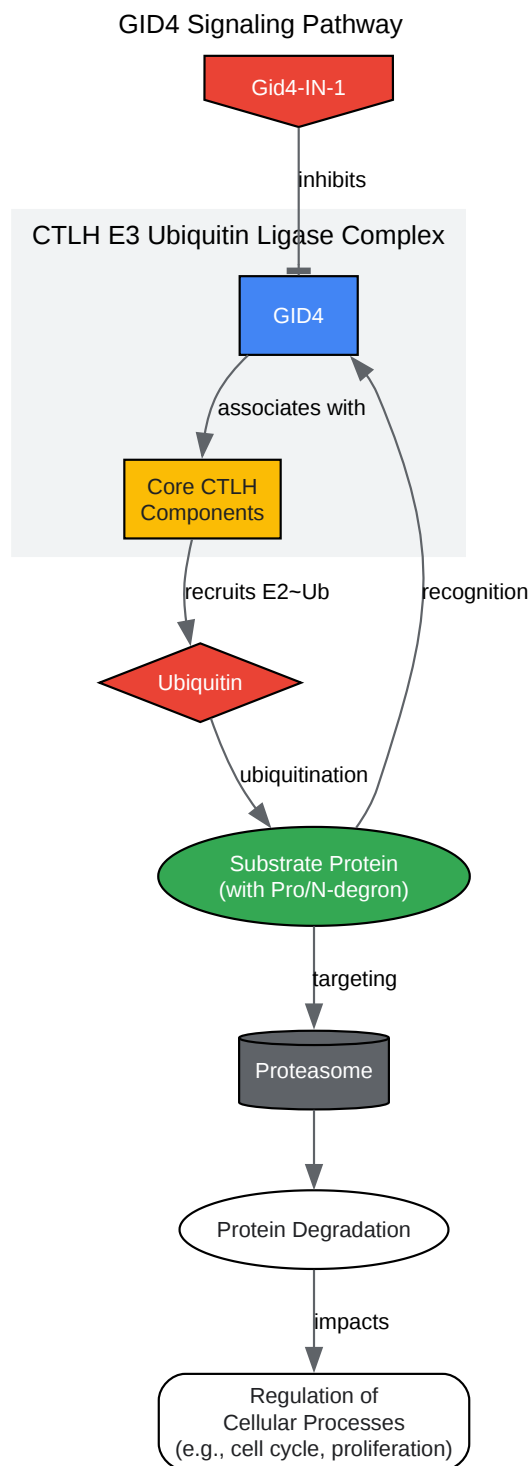 GID4 Signaling Pathway
Gid4-IN-1
inhibits
CTLH E3 Ubiquitin Ligase Complex
GID4
associates with
Core CTLH
Components
recruits E2~Ub
recognition
Ubiquitin
ubiquitination
Substrate Protein
(with Pro/N-degron)
targeting
Proteasome
Protein Degradation
impacts
Regulation of
Cellular Processes
(e.g., cell cycle, proliferation)